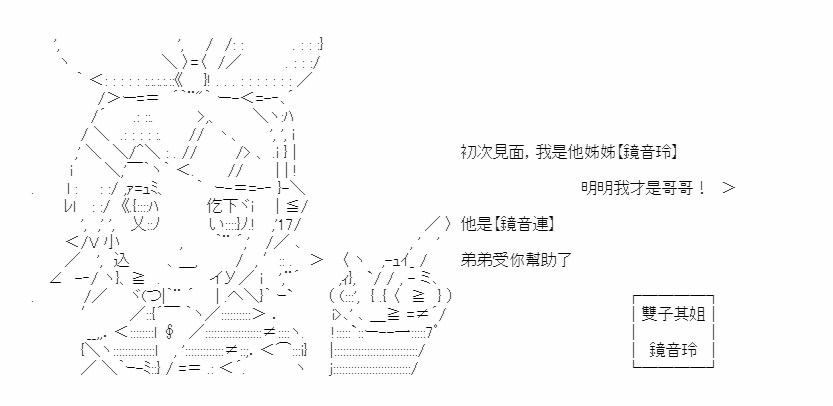 初次見面, 我是他姊姊【鏡音玲】
明明我才是哥哥！ ＞
他是【鏡音連】
弟弟受你幫助了
雙子其姐
鏡音玲